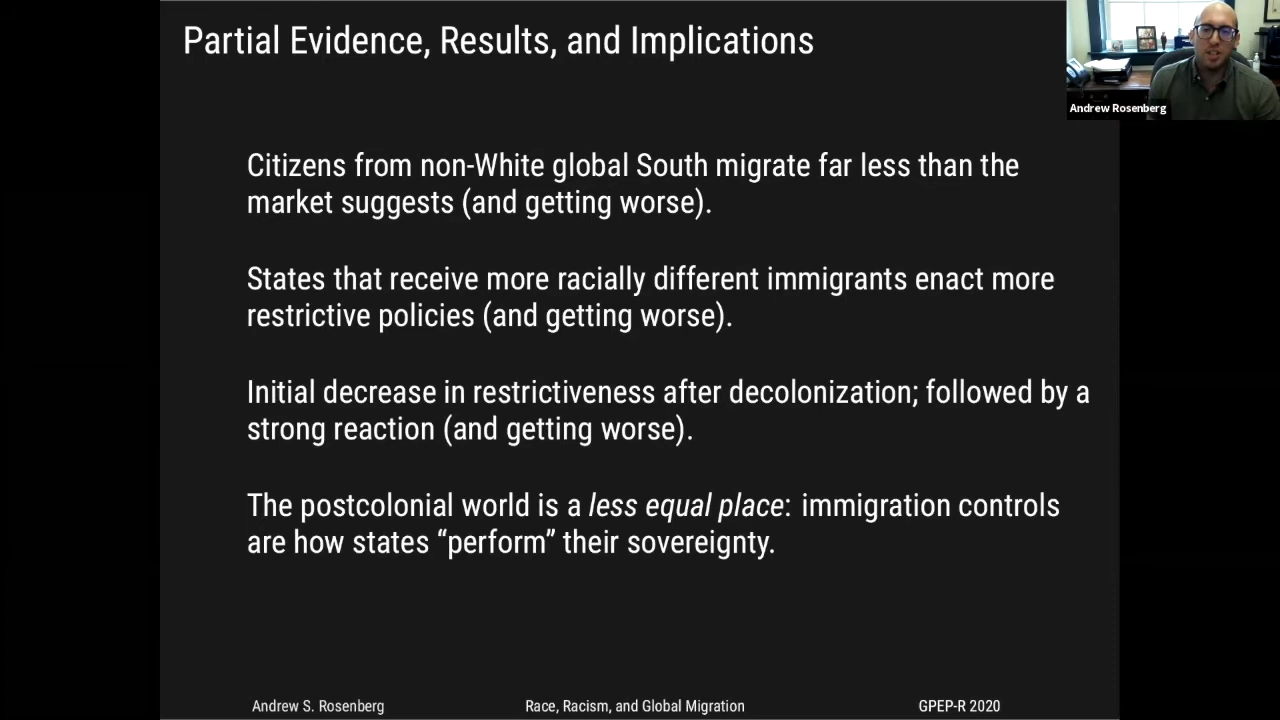 Partial Evidence, Results, and Implications
Andrew Rosenberg
Citizens from non-White global South migrate far less than the
market suggests (and getting worse).
States that receive more racially different immigrants enact more
restrictive policies (and getting worse).
Initial decrease in restrictiveness after decolonization; followed by a
strong reaction (and getting worse).
The postcolonial world is a less equal place: immigration controls
are how states “perform” their sovereignty.
Andrew S. Rosenberg
Race, Racism, and Global Migration
GPEP-R 2020